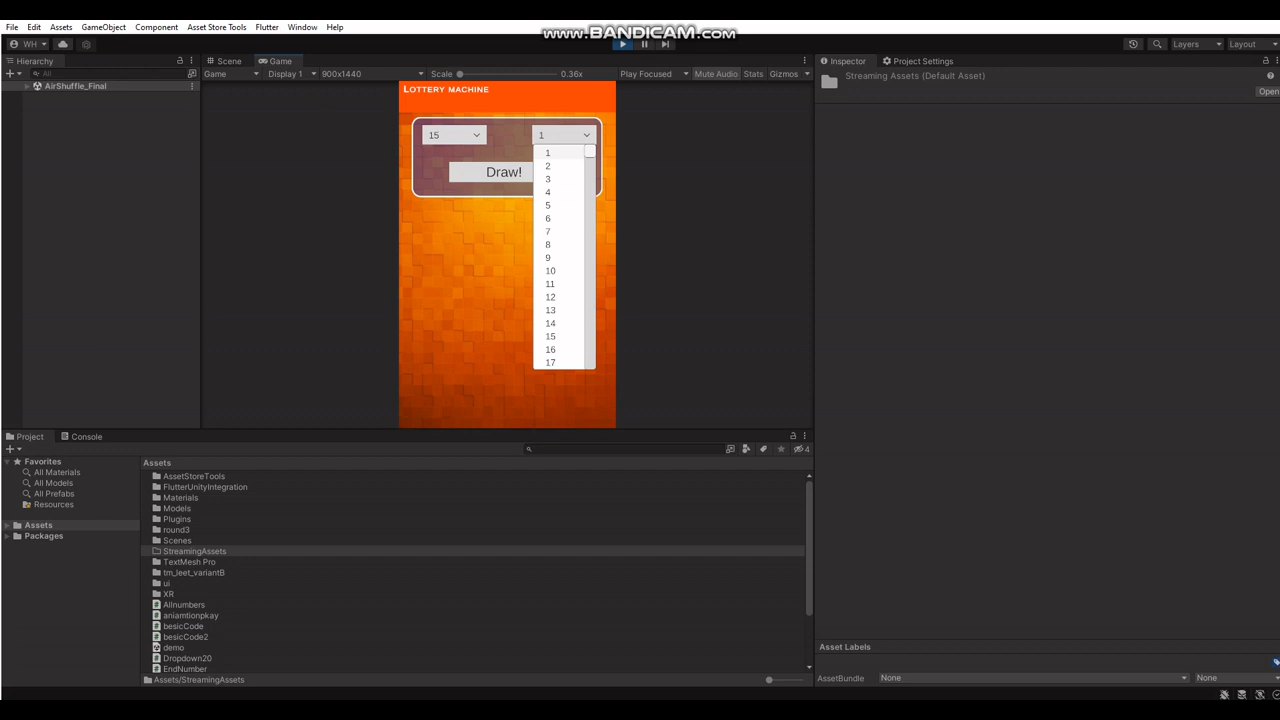 www.BANDICAM.com
File Edit Assets GameObject Component Asset Store Tools Flutter Window Help
WH Layers Layout
Hierarchy Scene Game Inspector Project Settings
All Game Display 1 900x1440 Scale 0.36x Play Focused Mute Audio Stats Gizmos Streaming Assets (Default Asset)
Open
AirShuffle_Final
Lottery machine
15 1
Draw!
1
2
3
4
5
6
7
8
9
10
11
12
13
14
15
16
17
Project Console
4
Favorites
All Materials
All Models
All Prefabs
Resources
Assets
Packages
Assets
AssetStoreTools
FlutterUnityIntegration
Materials
Models
Plugins
round3
Scenes
StreamingAssets
TextMesh Pro
tm_leet_variantB
ui
XR
Allnumbers
aniamtionpkay
besicCode
besicCode2
demo
Dropdown20
EndNumber
Assets/StreamingAssets
Asset Labels
AssetBundle None None